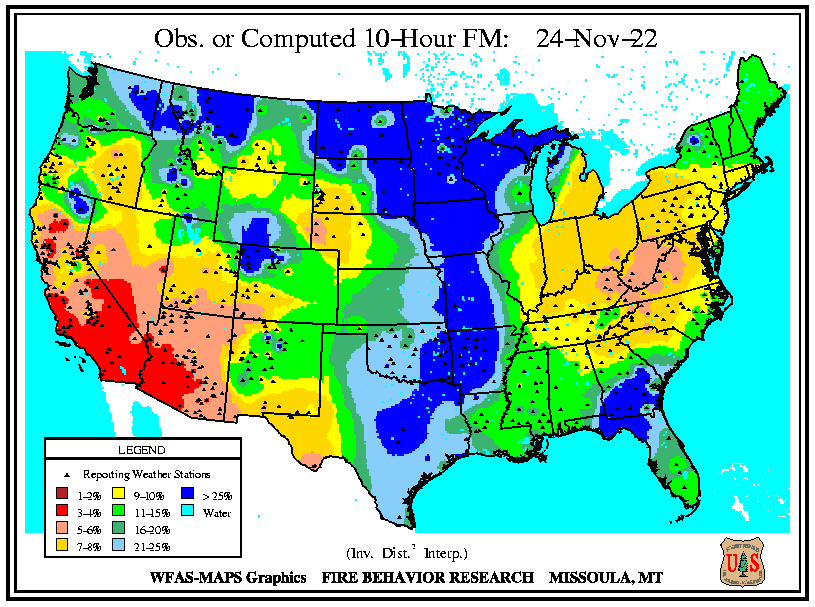 Obs. or Computed 10-Hour FM: 24-Nov-22
LEGEND
Reporting Weather Stations
1-2% 9-10% > 25%
3-4% 11-15% Water
5-6% 16-20%
7-8% 21-25%
(Inv. Dist.² Interp.)
WFAS-MAPS Graphics FIRE BEHAVIOR RESEARCH MISSOULA, MT
U S